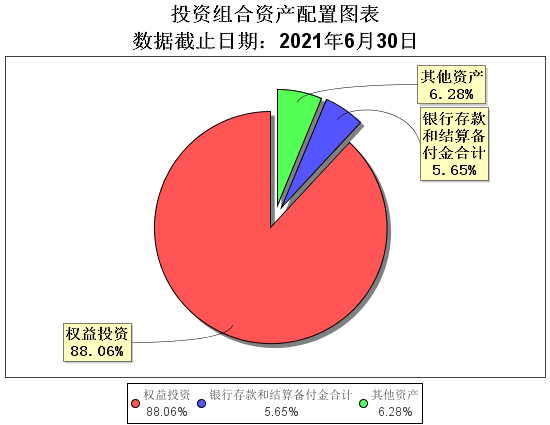 投资组合资产配置图表
数据截止日期：2021年6月30日
其他资产
6.28%
银行存款
和结算备
付金合计
5.65%
权益投资
88.06%
权益投资 银行存款和结算备付金合计 其他资产
88.06% 5.65% 6.28%